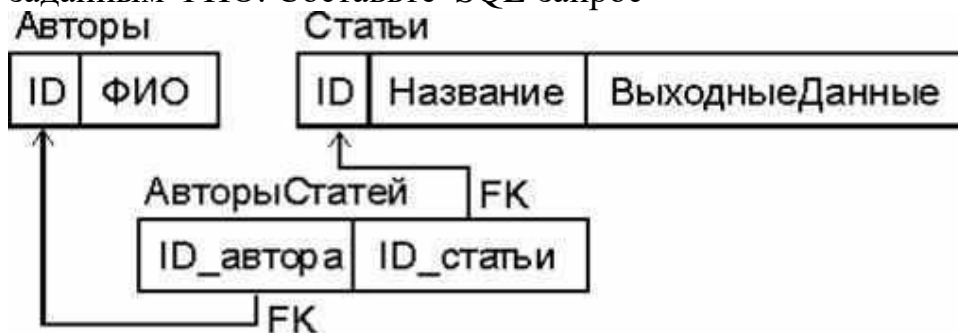 заданным ФИО. Составьте SQL-запрос
Авторы Статьи
ID ФИО ID Название ВыходныеДанные
АвторыСтатей FK
ID_автора ID_статьи
FK